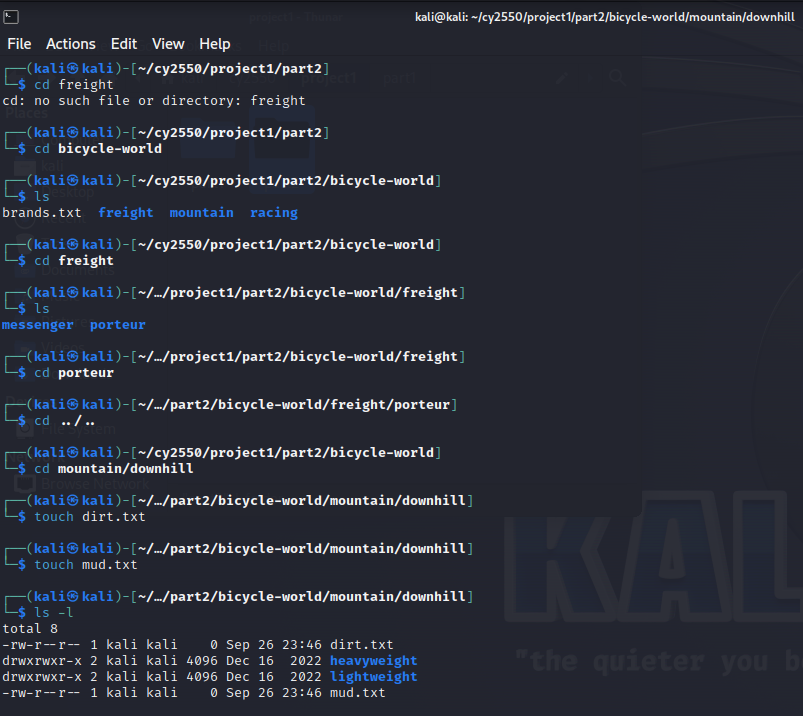 kali@kali: ~/cy2550/project1/part2/bicycle-world/mountain/downhill
File Actions Edit View Help
┌──(kali㉿kali)-[~/cy2550/project1/part2]
└─$ cd freight
cd: no such file or directory: freight
┌──(kali㉿kali)-[~/cy2550/project1/part2]
└─$ cd bicycle-world
┌──(kali㉿kali)-[~/cy2550/project1/part2/bicycle-world]
└─$ ls
brands.txt freight mountain racing
┌──(kali㉿kali)-[~/cy2550/project1/part2/bicycle-world]
└─$ cd freight
┌──(kali㉿kali)-[~/…/project1/part2/bicycle-world/freight]
└─$ ls
messenger porteur
┌──(kali㉿kali)-[~/…/project1/part2/bicycle-world/freight]
└─$ cd porteur
┌──(kali㉿kali)-[~/…/part2/bicycle-world/freight/porteur]
└─$ cd ../..
┌──(kali㉿kali)-[~/cy2550/project1/part2/bicycle-world]
└─$ cd mountain/downhill
┌──(kali㉿kali)-[~/…/part2/bicycle-world/mountain/downhill]
└─$ touch dirt.txt
┌──(kali㉿kali)-[~/…/part2/bicycle-world/mountain/downhill]
└─$ touch mud.txt
┌──(kali㉿kali)-[~/…/part2/bicycle-world/mountain/downhill]
└─$ ls -l
total 8
-rw-r--r-- 1 kali kali 0 Sep 26 23:46 dirt.txt
drwxrwxr-x 2 kali kali 4096 Dec 16 2022 heavyweight
drwxrwxr-x 2 kali kali 4096 Dec 16 2022 lightweight
-rw-r--r-- 1 kali kali 0 Sep 26 23:46 mud.txt
KAL
"the quieter you b
Places
Browse Network